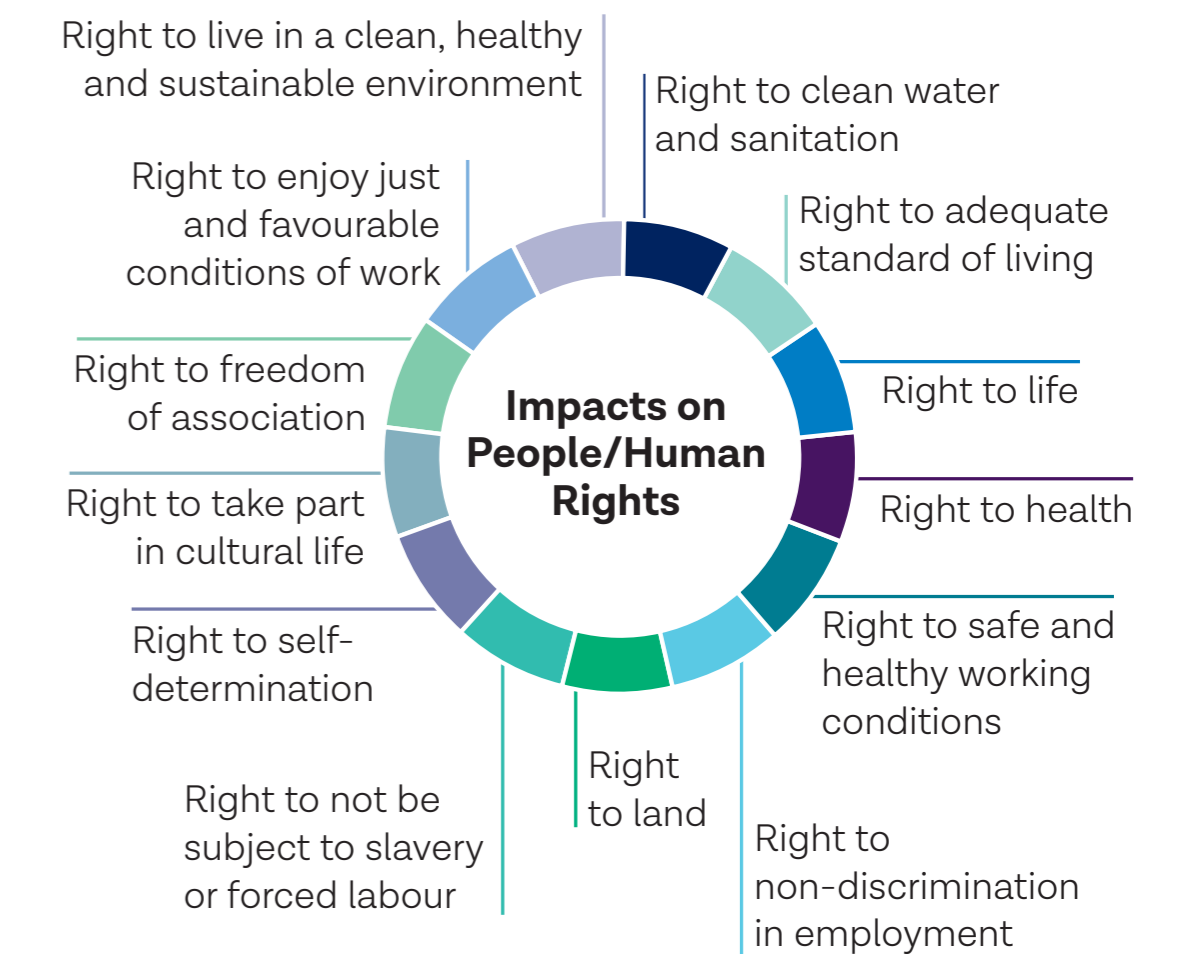 Right to live in a clean, healthy
and sustainable environment
Right to clean water
and sanitation
Right to enjoy just
and favourable
conditions of work
Right to adequate
standard of living
Right to freedom
of association
Right to life
Impacts on
People/Human
Rights
Right to take part
in cultural life
Right to health
Right to self-
determination
Right to safe and
healthy working
conditions
Right to not be
subject to slavery
or forced labour
Right
to land
Right to
non-discrimination
in employment